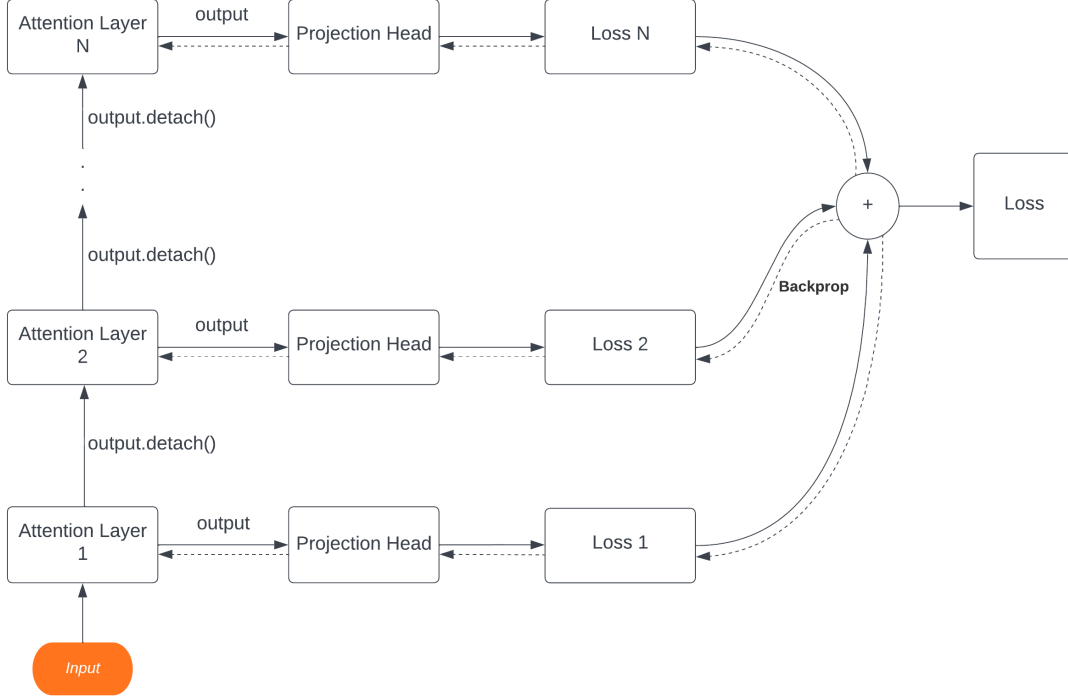 output
Attention Layer
N
Projection Head
Loss N
output.detach()
.
.
+
Loss
output.detach()
Backprop
output
Attention Layer
2
Projection Head
Loss 2
output.detach()
output
Attention Layer
1
Projection Head
Loss 1
Input